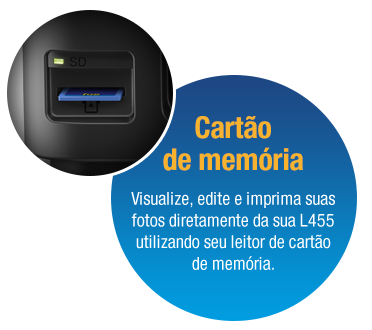 SD
Cartão
de memória
Visualize, edite e imprima suas
fotos diretamente da sua L455
utilizando seu leitor de cartão
de memória.